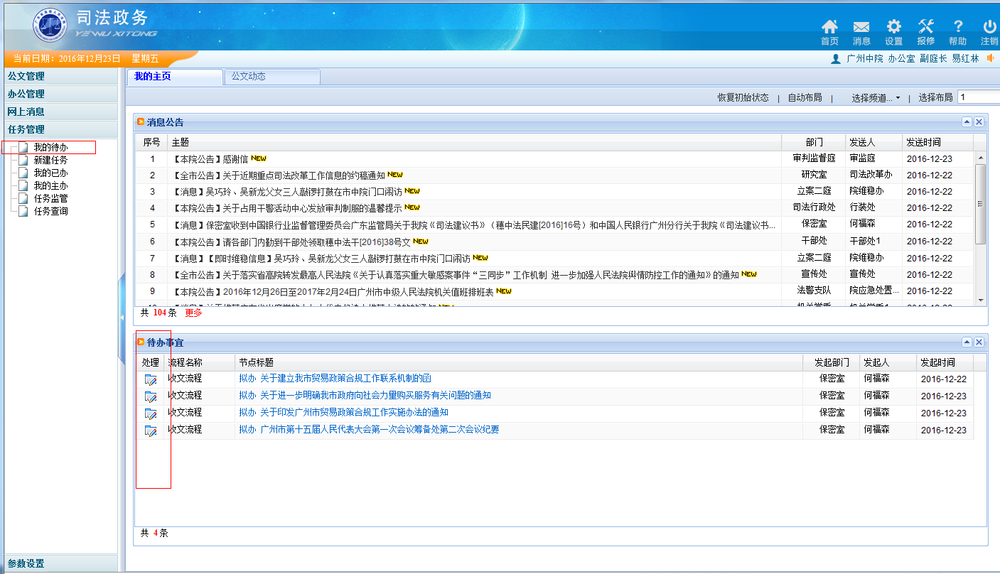 司法政务
YEWU XITONG
首页 消息 设置 报修 帮助 注销
当前日期：2016年12月23日 星期五
广州中院 办公室 副庭长 易红林
公文管理
办公管理
网上消息
任务管理
我的待办
新建任务
我的已办
我的主办
任务监管
任务查询
参数设置
我的主页 公文动态
恢复初始状态 | 自动布局 | 选择频道... | 选择布局 1
消息公告
序号 主题 部门 发送人 发送时间
1 【本院公告】感谢信 NEW 审判监督庭 审监庭 2016-12-23
2 【全市公告】关于近期重点司法改革工作信息的约稿通知 NEW 研究室 司法改革办 2016-12-22
3 【消息】吴巧玲、吴新龙父女三人敲锣打鼓在市中院门口闹访 NEW 立案二庭 院维稳办 2016-12-22
4 【本院公告】关于占用干警活动中心发放审判制服的温馨提示 NEW 司法行政处 行装处 2016-12-22
5 【消息】保密室收到中国银行业监督管理委员会广东监管局关于我院《司法建议书》（穗中法民建[2016]16号）和中国人民银行广州分行关于我院《司法建议书... 保密室 何福森 2016-12-22
6 【本院公告】请各部门内勤到干部处领取穗中法干[2016]38号文 NEW 干部处 干部处1 2016-12-22
7 【消息】【即时维稳信息】吴巧玲、吴新龙父女三人敲锣打鼓在市中院门口闹访 NEW 立案二庭 院维稳办 2016-12-22
8 【全市公告】关于落实省高院转发最高人民法院《关于认真落实重大敏感案事件“三同步”工作机制 进一步加强人民法院舆情防控工作的通知》的通知 NEW 宣传处 宣传处 2016-12-22
9 【本院公告】2016年12月26日至2017年2月24日广州市中级人民法院机关值班排班表 NEW 法警支队 院应急处置... 2016-12-22
共 104 条 更多
待办事宜
处理 流程名称 节点标题 发起部门 发起人 发起时间
收文流程 拟办 关于建立我市贸易政策合规工作联系机制的函 保密室 何福森 2016-12-22
收文流程 拟办 关于进一步明确我市政府向社会力量购买服务有关问题的通知 保密室 何福森 2016-12-23
收文流程 拟办 关于印发广州市贸易政策合规工作实施办法的通知 保密室 何福森 2016-12-23
收文流程 拟办 广州市第十五届人民代表大会第一次会议筹备处第二次会议纪要 保密室 何福森 2016-12-23
共 4 条